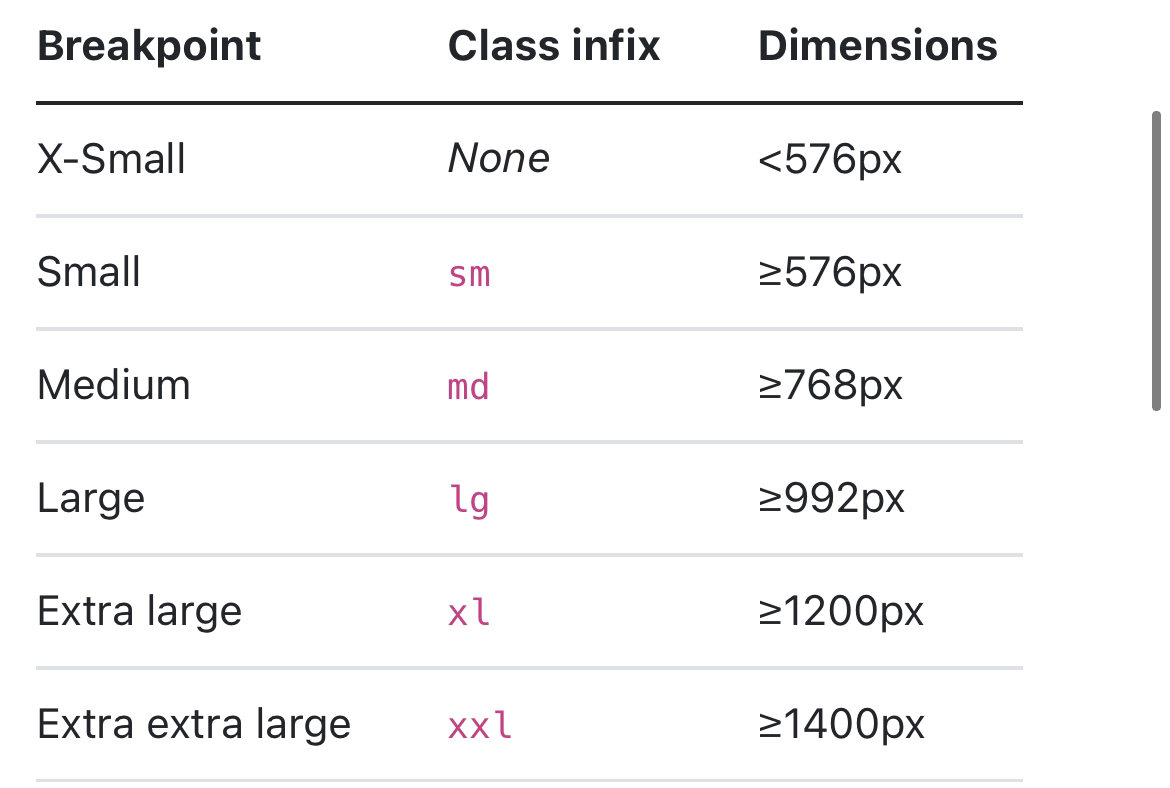 Breakpoint Class infix Dimensions
X-Small None <576px
Small sm ≥576px
Medium md ≥768px
Large lg ≥992px
Extra large xl ≥1200px
Extra extra large xxl ≥1400px